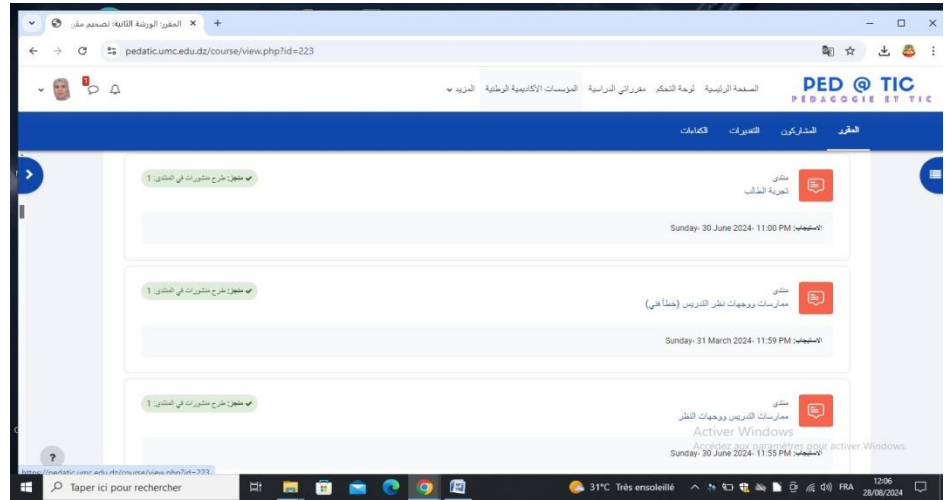 المقرر: الورشة الثانية: تصميم مقرر
pedatic.umc.edu.dz/course/view.php?id=223
PED @ TIC
PEDAGOGIE ET TIC
الصفحة الرئيسية لوحة التحكم مقرراتي الدراسية المؤسسات الأكاديمية الوطنية المزيد
1
المقرر المشاركون التقديرات الكفاءات
منتدى
تجربة الطالب
منجز: طرح منشورات في المنتدى: 1
الاستيجاب: Sunday، 30 June 2024، 11:00 PM
منتدى
ممارسات ووجهات نظر التدريس (خطأ فني)
منجز: طرح منشورات في المنتدى: 1
الاستيجاب: Sunday، 31 March 2024، 11:59 PM
منتدى
ممارسات التدريس ووجهات النظر
منجز: طرح منشورات في المنتدى: 1
الاستيجاب: Sunday، 30 June 2024، 11:55 PM
Activer Windows
Accédez aux paramètres pour activer Windows.
?
https://pedatic.umc.edu.dz/course/view.php?id=223
Taper ici pour rechercher
31°C Très ensoleillé
FRA
12:06
28/08/2024